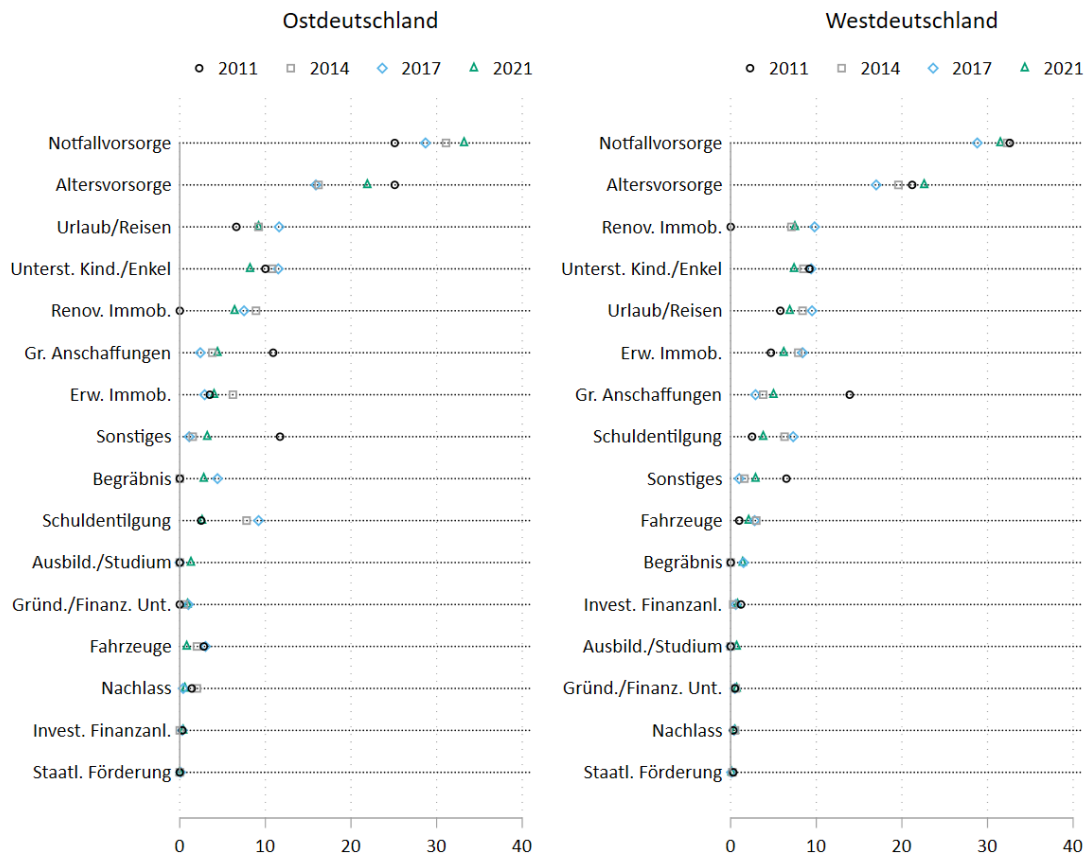 Ostdeutschland
2011 2014 2017 2021
Notfallvorsorge
Altersvorsorge
Urlaub/Reisen
Unterst. Kind./Enkel
Renov. Immob.
Gr. Anschaffungen
Erw. Immob.
Sonstiges
Begräbnis
Schuldentilgung
Ausbild./Studium
Gründ./Finanz. Unt.
Fahrzeuge
Nachlass
Invest. Finanzanl.
Staatl. Förderung
0 10 20 30 40
Westdeutschland
2011 2014 2017 2021
Notfallvorsorge
Altersvorsorge
Renov. Immob.
Unterst. Kind./Enkel
Urlaub/Reisen
Erw. Immob.
Gr. Anschaffungen
Schuldentilgung
Sonstiges
Fahrzeuge
Begräbnis
Invest. Finanzanl.
Ausbild./Studium
Gründ./Finanz. Unt.
Nachlass
Staatl. Förderung
0 10 20 30 40